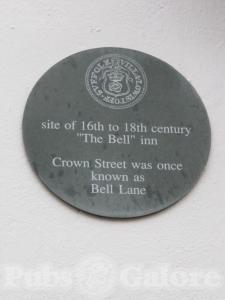 site of 16th to 18th century
"The Bell" inn
Crown Street was once
known as
Bell Lane
Pubs Galore